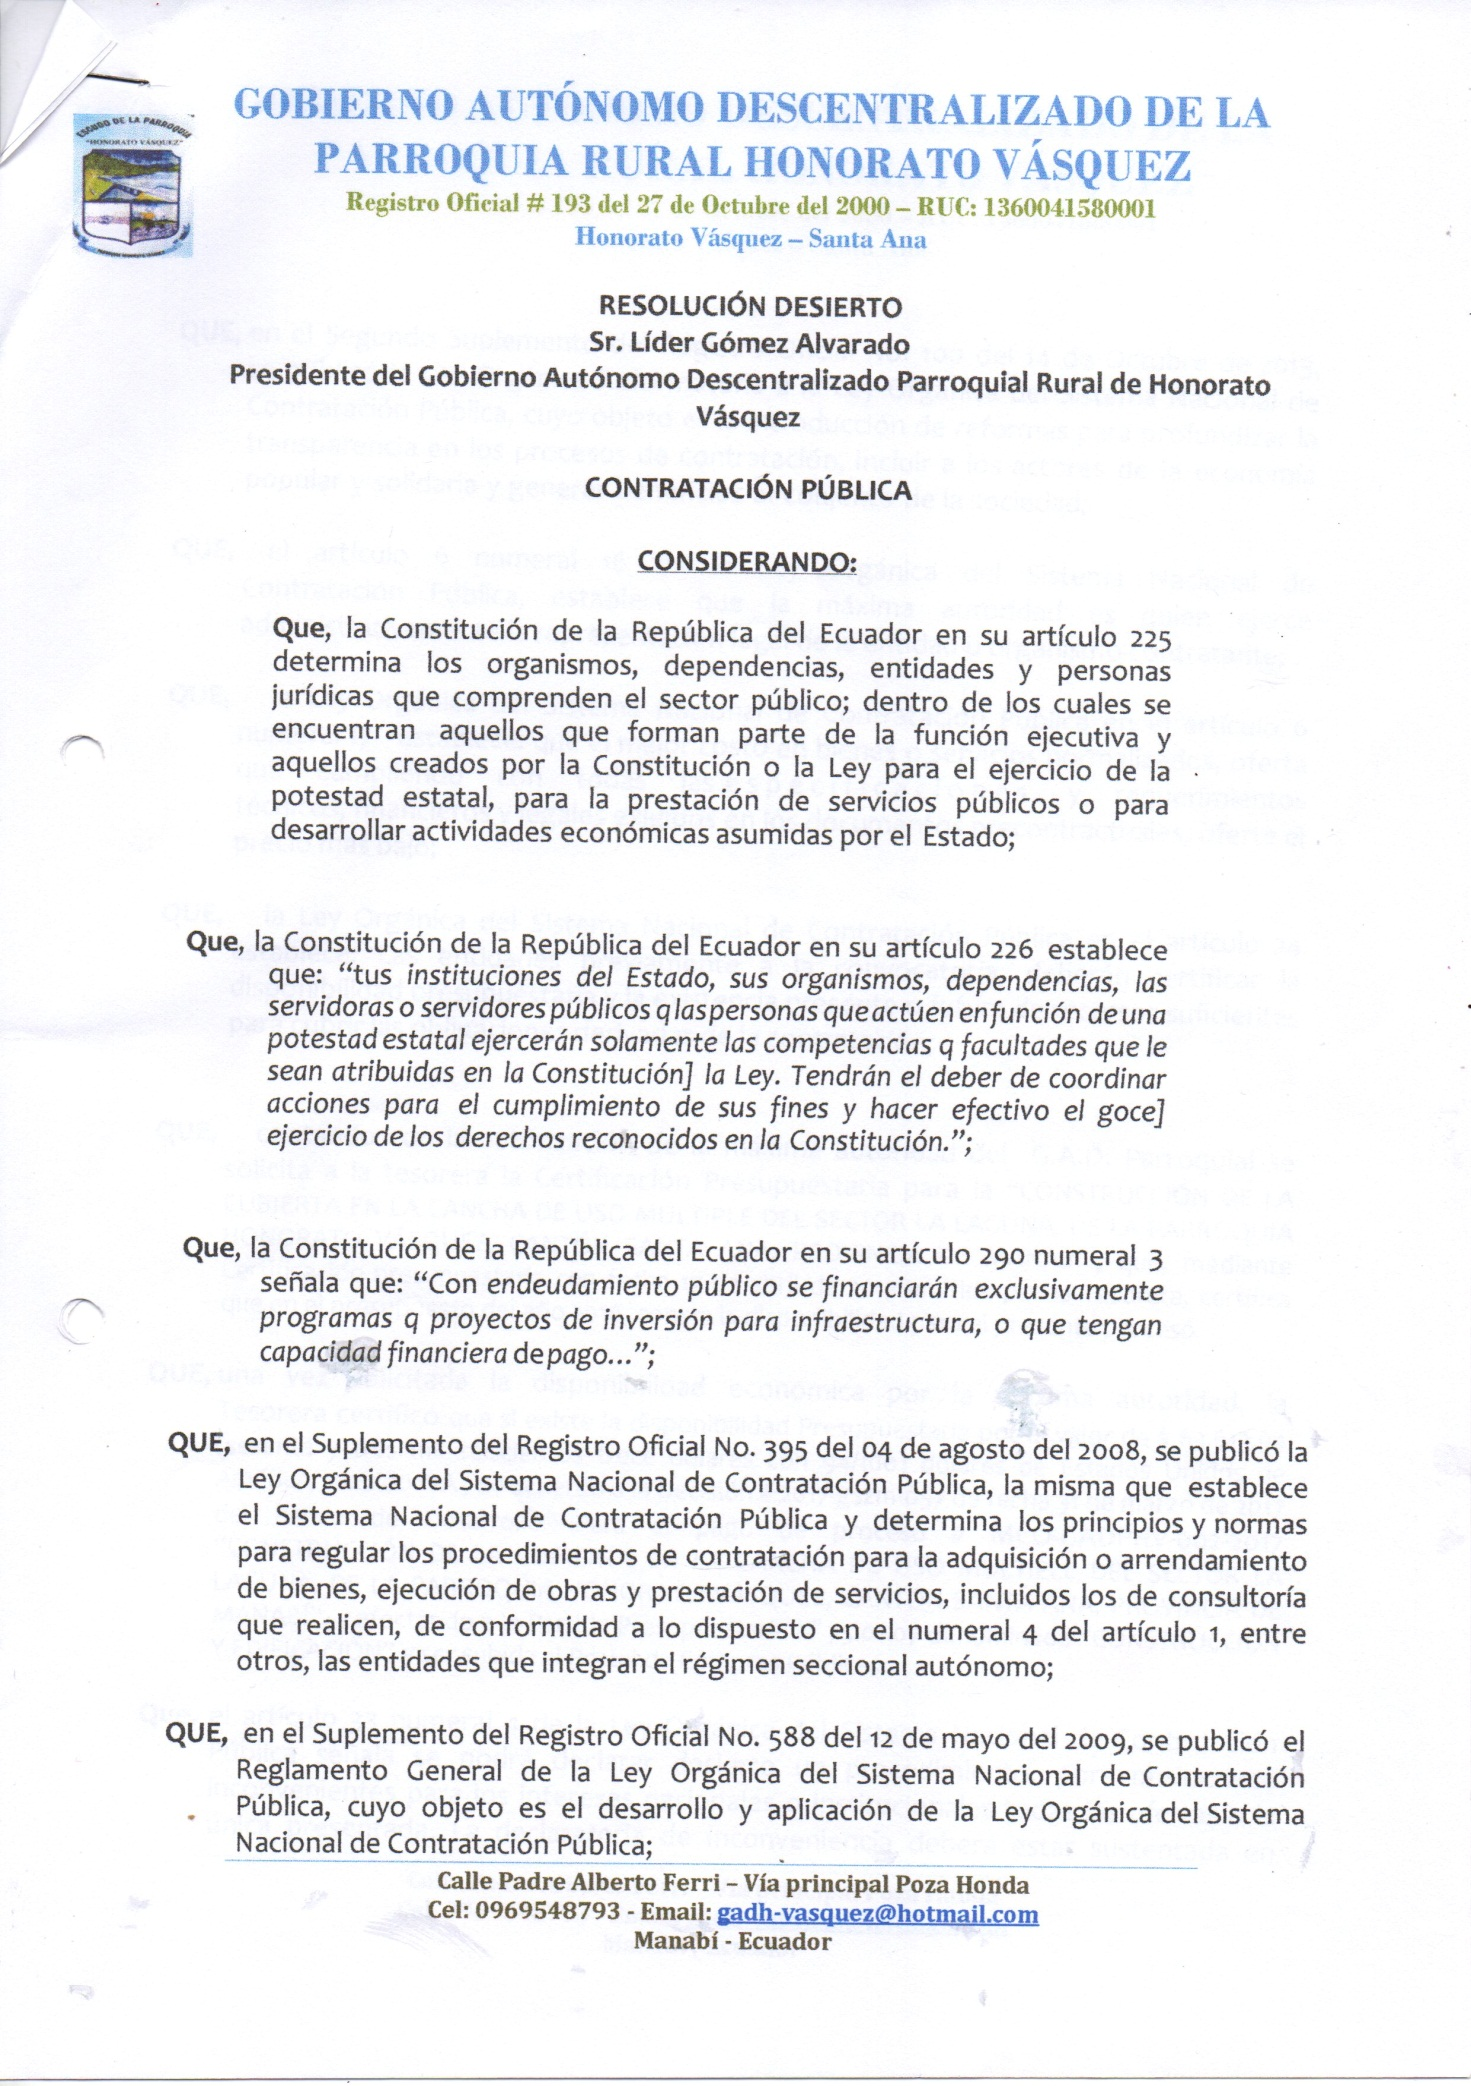 ESCUDO DE LA PARROQUIA
"HONORATO VÁSQUEZ"
GOBIERNO AUTÓNOMO DESCENTRALIZADO DE LA
PARROQUIA RURAL HONORATO VÁSQUEZ
Registro Oficial # 193 del 27 de Octubre del 2000 – RUC: 1360041580001
Honorato Vásquez – Santa Ana
RESOLUCIÓN DESIERTO
Sr. Líder Gómez Alvarado
Presidente del Gobierno Autónomo Descentralizado Parroquial Rural de Honorato
Vásquez
CONTRATACIÓN PÚBLICA
CONSIDERANDO:
Que, la Constitución de la República del Ecuador en su artículo 225
determina los organismos, dependencias, entidades y personas
jurídicas que comprenden el sector público; dentro de los cuales se
encuentran aquellos que forman parte de la función ejecutiva y
aquellos creados por la Constitución o la Ley para el ejercicio de la
potestad estatal, para la prestación de servicios públicos o para
desarrollar actividades económicas asumidas por el Estado;
Que, la Constitución de la República del Ecuador en su artículo 226 establece
que: “tus instituciones del Estado, sus organismos, dependencias, las
servidoras o servidores públicos q las personas que actúen en función de una
potestad estatal ejercerán solamente las competencias q facultades que le
sean atribuidas en la Constitución] la Ley. Tendrán el deber de coordinar
acciones para el cumplimiento de sus fines y hacer efectivo el goce]
ejercicio de los derechos reconocidos en la Constitución.”;
Que, la Constitución de la República del Ecuador en su artículo 290 numeral 3
señala que: “Con endeudamiento público se financiarán exclusivamente
programas q proyectos de inversión para infraestructura, o que tengan
capacidad financiera de pago...”;
QUE, en el Suplemento del Registro Oficial No. 395 del 04 de agosto del 2008, se publicó la
Ley Orgánica del Sistema Nacional de Contratación Pública, la misma que establece
el Sistema Nacional de Contratación Pública y determina los principios y normas
para regular los procedimientos de contratación para la adquisición o arrendamiento
de bienes, ejecución de obras y prestación de servicios, incluidos los de consultoría
que realicen, de conformidad a lo dispuesto en el numeral 4 del artículo 1, entre
otros, las entidades que integran el régimen seccional autónomo;
QUE, en el Suplemento del Registro Oficial No. 588 del 12 de mayo del 2009, se publicó el
Reglamento General de la Ley Orgánica del Sistema Nacional de Contratación
Pública, cuyo objeto es el desarrollo y aplicación de la Ley Orgánica del Sistema
Nacional de Contratación Pública;
Calle Padre Alberto Ferri – Vía principal Poza Honda
Cel: 0969548793 - Email: gadh-vasquez@hotmail.com
Manabí - Ecuador